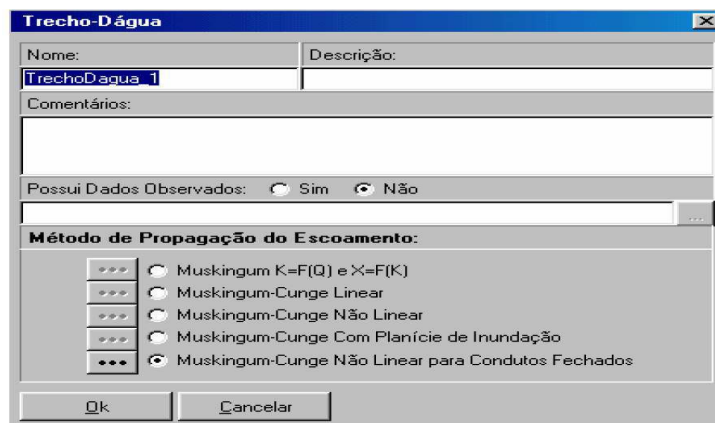 Trecho-Dágua
Nome: Descrição:
TrechoDagua_1
Comentários:
Possui Dados Observados: Sim Não
...
Método de Propagação do Escoamento:
... Muskingum K=F(Q) e X=F(K)
... Muskingum-Cunge Linear
... Muskingum-Cunge Não Linear
... Muskingum-Cunge Com Planície de Inundação
... Muskingum-Cunge Não Linear para Condutos Fechados
Ok Cancelar